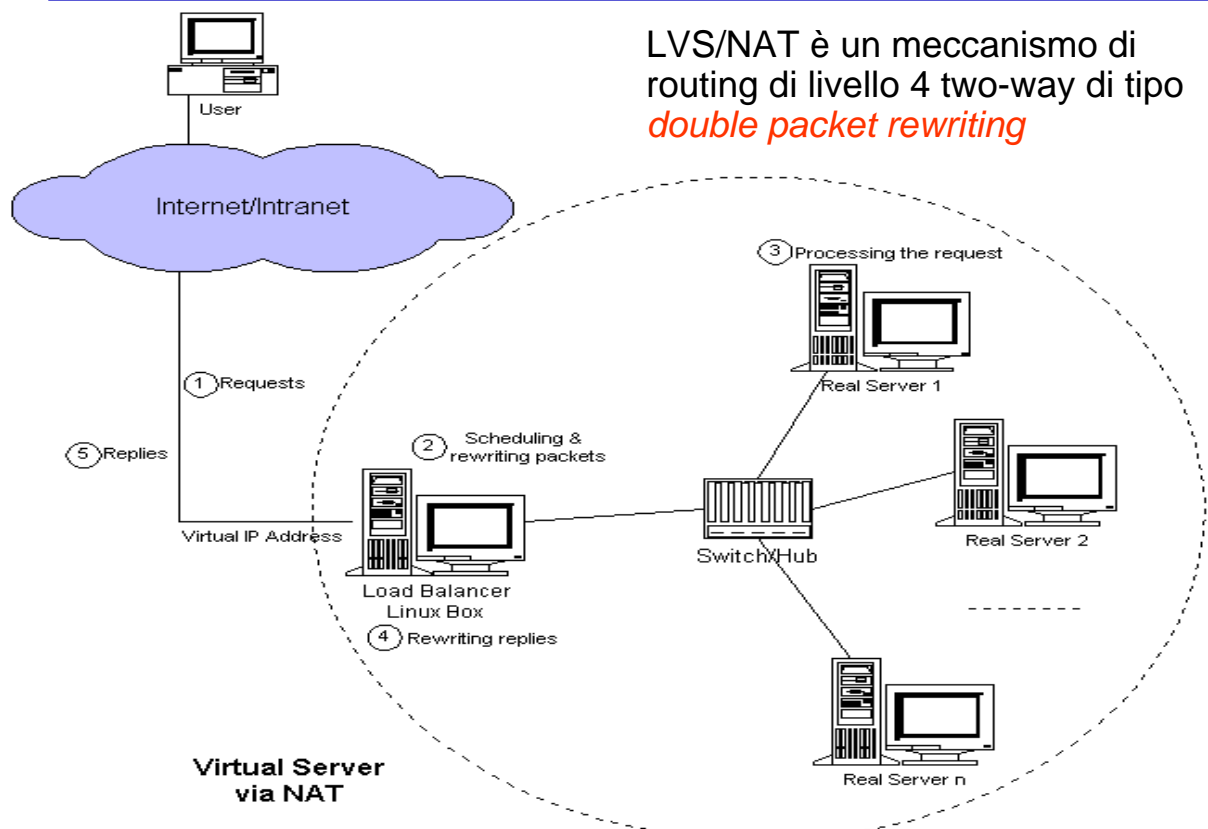 LVS/NAT è un meccanismo di
routing di livello 4 two-way di tipo
double packet rewriting
User
Internet/Intranet
3 Processing the request
Real Server 1
1 Requests
2 Scheduling &
rewriting packets
5 Replies
Virtual IP Address
Switch/Hub
Real Server 2
Load Balancer
Linux Box
4 Rewriting replies
Virtual Server
via NAT
Real Server n